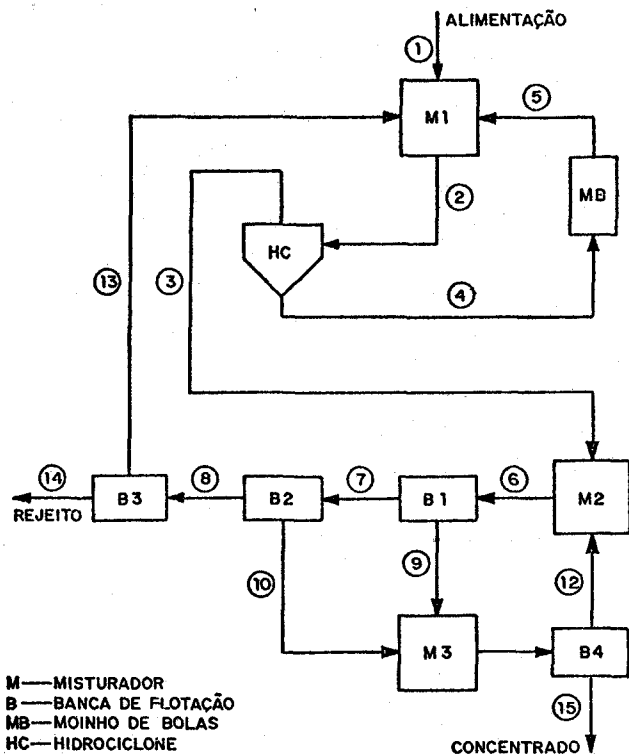 ALIMENTAÇÃO
1
M1
5
2
MB
HC
13
3
4
14
8
7
6
B3
B2
B1
M2
REJEITO
9
10
12
M3
B4
15
M — MISTURADOR
B — BANCA DE FLOTAÇÃO
MB — MOINHO DE BOLAS
HC — HIDROCICLONE
CONCENTRADO